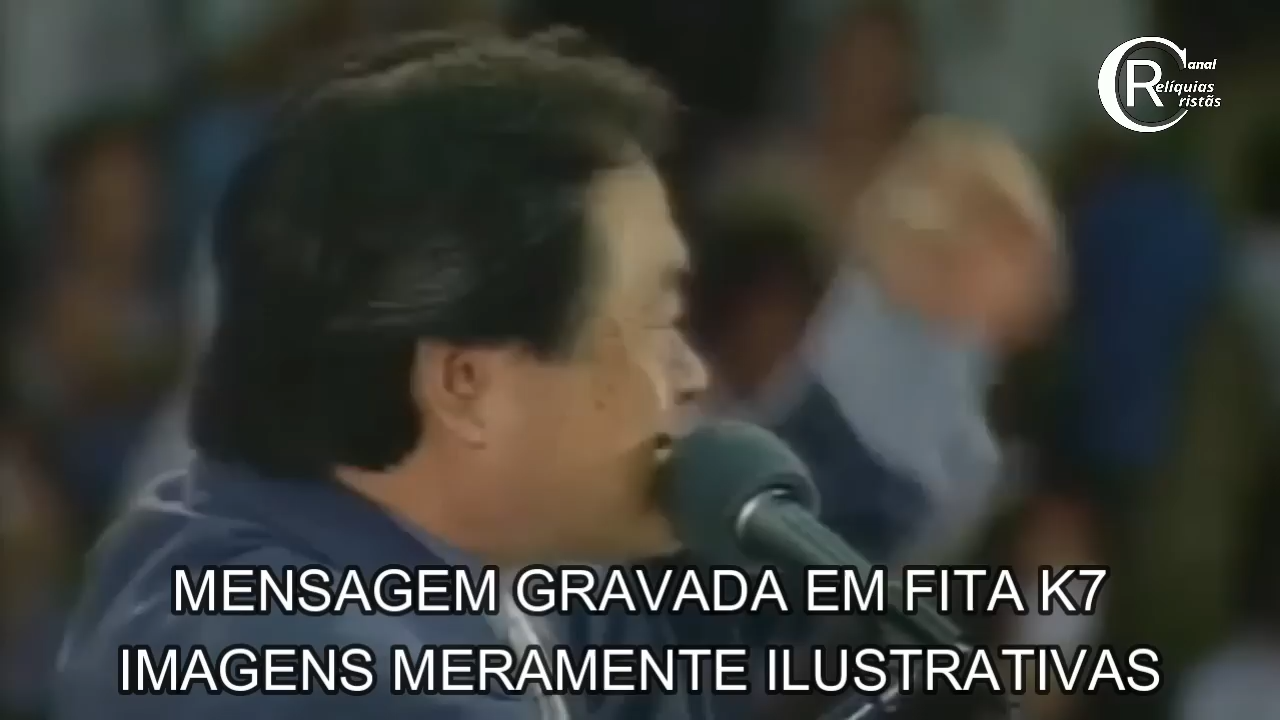 Canal
Relíquias
Cristãs
MENSAGEM GRAVADA EM FITA K7
IMAGENS MERAMENTE ILUSTRATIVAS